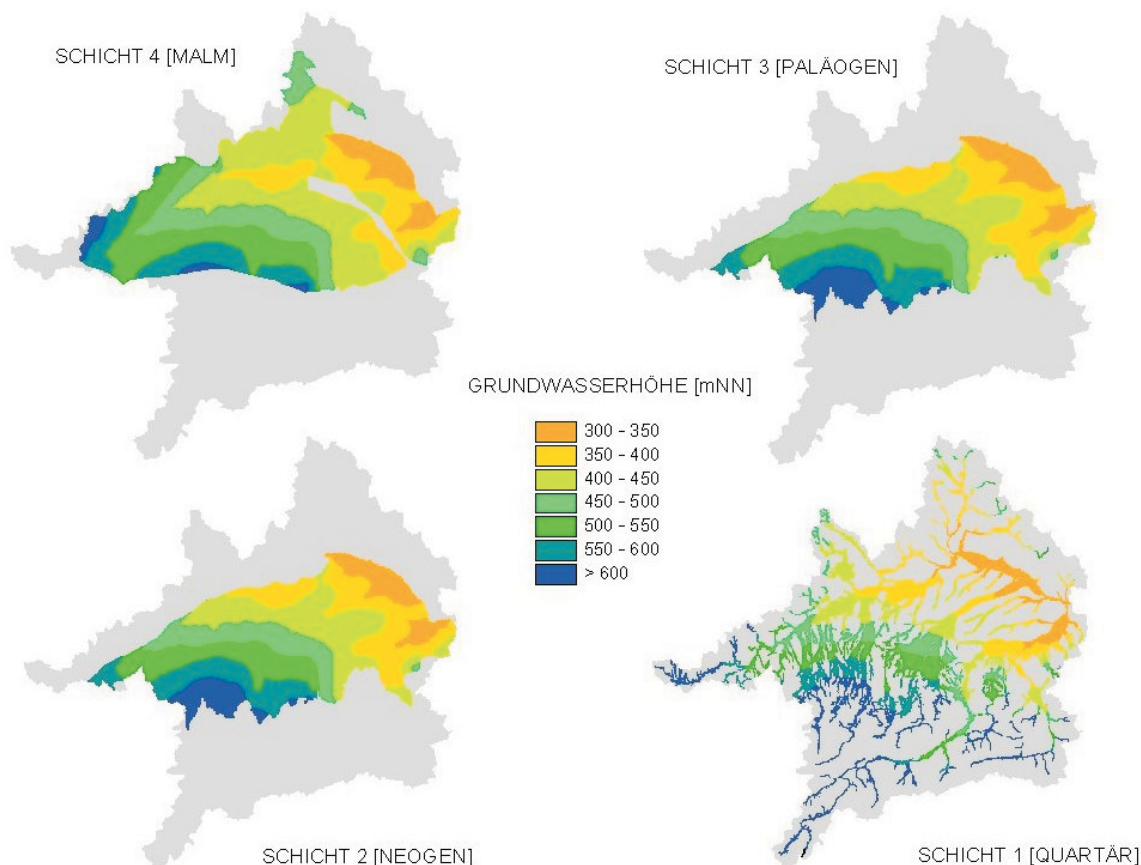 SCHICHT 4 [MALM]
SCHICHT 3 [PALÄOGEN]
GRUNDWASSERHÖHE [mNN]
300 - 350
350 - 400
400 - 450
450 - 500
500 - 550
550 - 600
> 600
SCHICHT 2 [NEOGEN]
SCHICHT 1 [QUARTÄR]